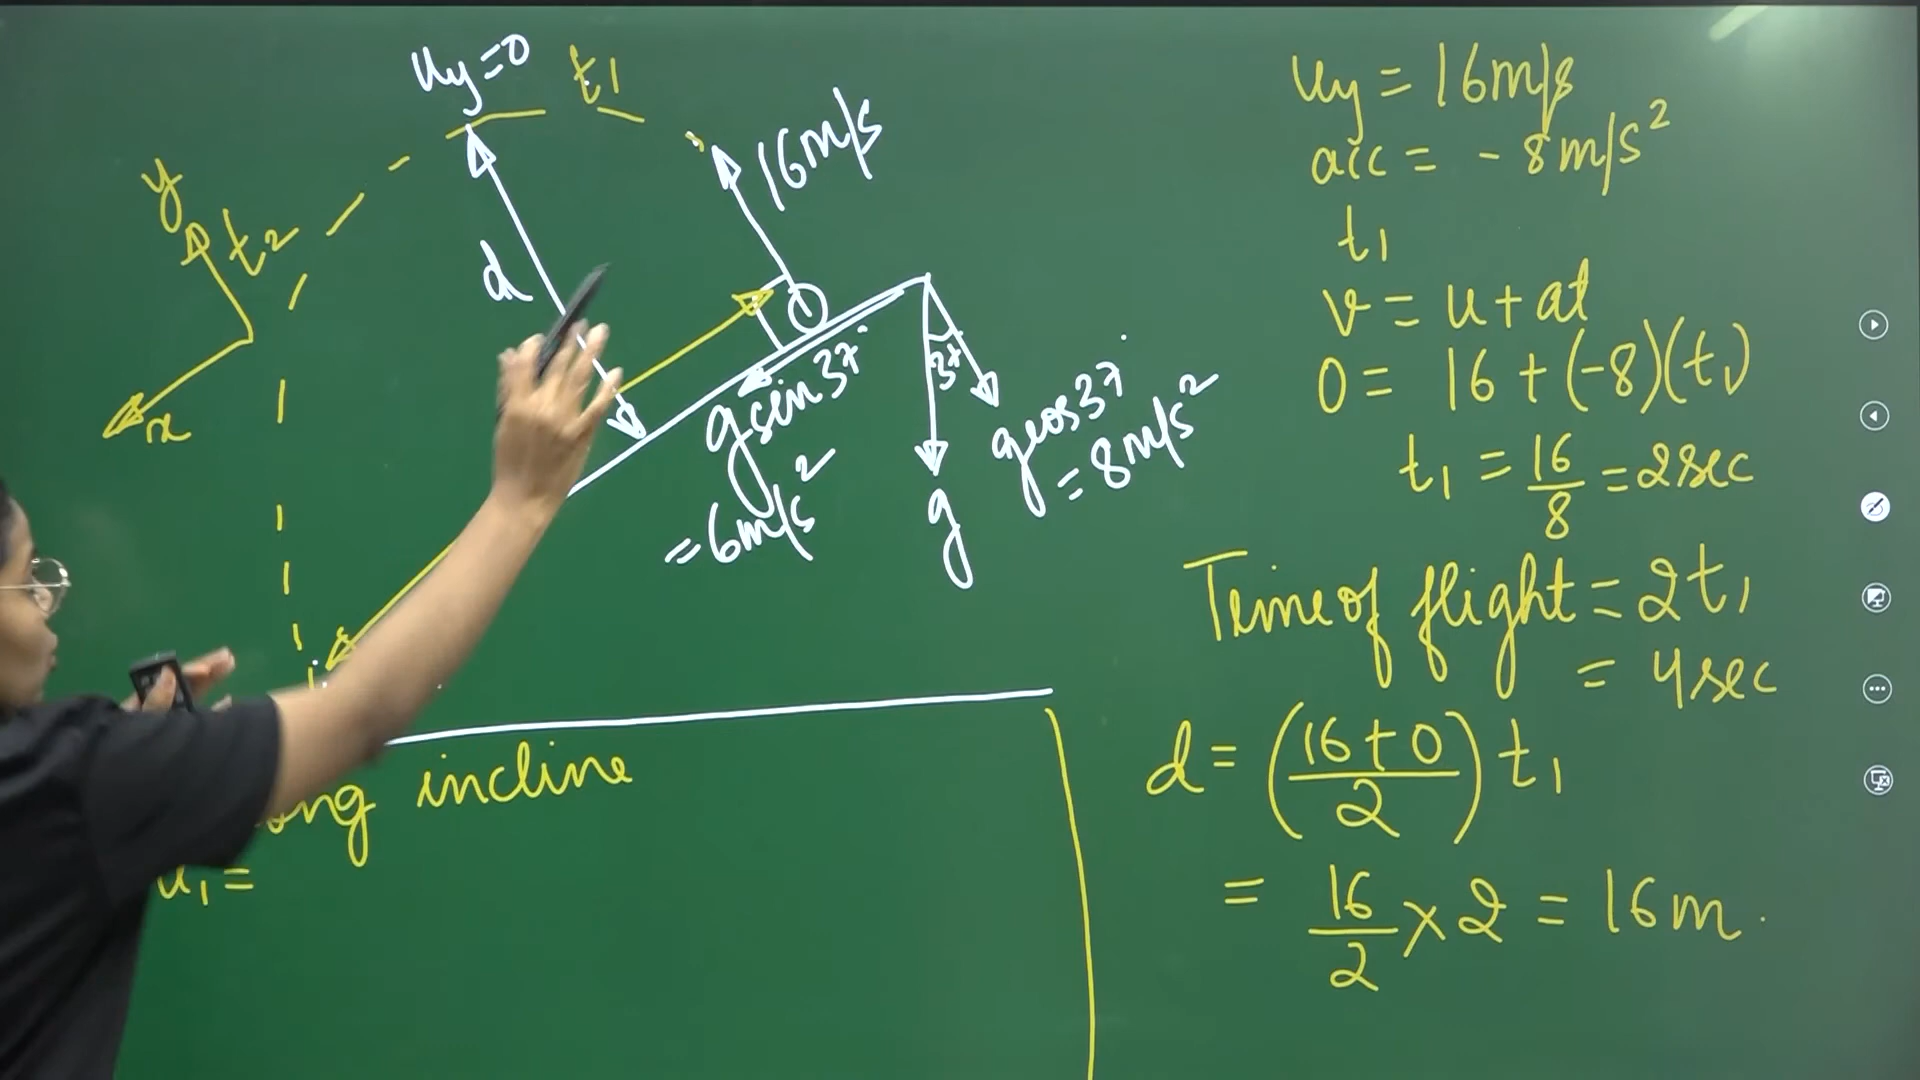 uy=0
t1
16m/s
y
t2
d
x
gsin37
=6m/s²
37
gcos37
=8m/s²
g
uy = 16m/s
acc = -8m/s²
t1
v = u+at
0 = 16+(-8)(t1)
t1 = 16/8 = 2sec
Time of flight = 2t1
= 4sec
d = ((16+0)/2) t1
= 16/2 × 2 = 16m.
incline
u1=